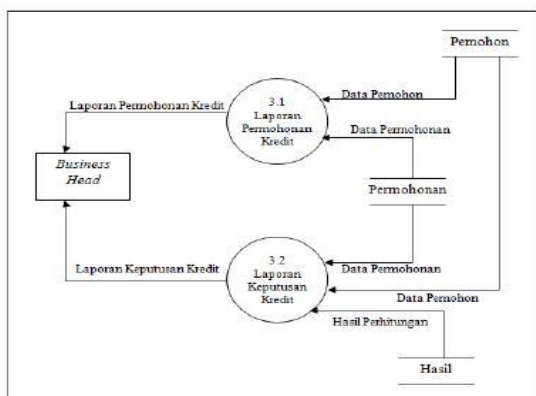 Pemohon
3.1
Laporan
Permohonan
Kredit
Data Pemohon
Laporan Permohonan Kredit
Data Permohonan
Business
Head
Permohonan
3.2
Laporan
Keputusan
Kredit
Laporan Keputusan Kredit
Data Permohonan
Data Pemohon
Hasil Perhitungan
Hasil